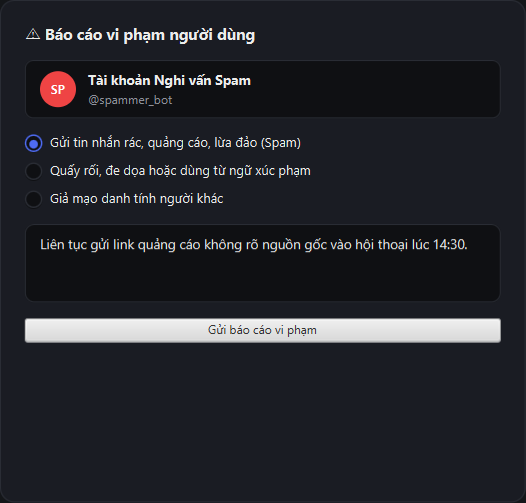 ⚠ Báo cáo vi phạm người dùng
SP
Tài khoản Nghi vấn Spam
@spammer_bot
Gửi tin nhắn rác, quảng cáo, lừa đảo (Spam)
Quấy rối, đe dọa hoặc dùng từ ngữ xúc phạm
Giả mạo danh tính người khác
Liên tục gửi link quảng cáo không rõ nguồn gốc vào hội thoại lúc 14:30.
Gửi báo cáo vi phạm